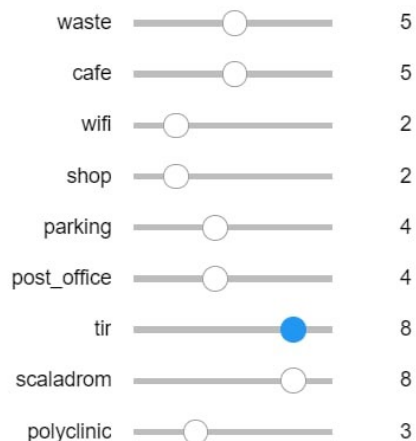 waste 5
cafe 5
wifi 2
shop 2
parking 4
post_office 4
tir 8
scaladrom 8
polyclinic 3